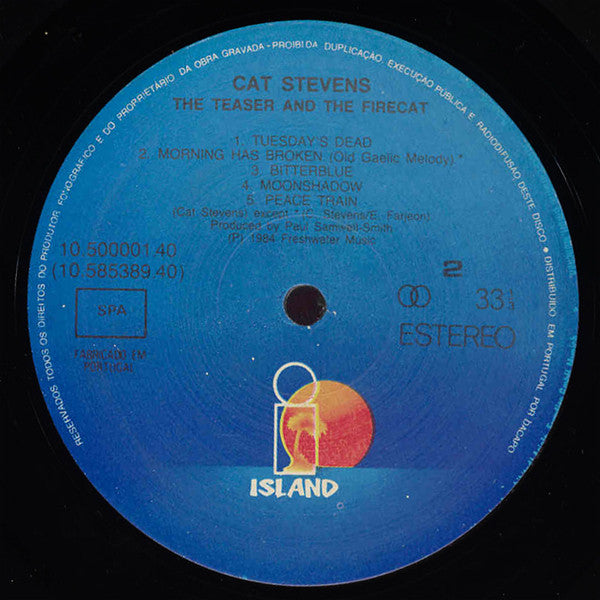 RESERVADOS TODOS OS DIREITOS DO PRODUTOR FONOGRÁFICO E DO PROPRIETÁRIO DA OBRA GRAVADA - PROIBIDA DUPLICAÇÃO, EXECUÇÃO PÚBLICA E RADIODIFUSÃO DESTE DISCO • DISTRIBUIDO EM PORTUGAL POR DACAPO
CAT STEVENS
THE TEASER AND THE FIRECAT
1. TUESDAY'S DEAD
2. MORNING HAS BROKEN (Old Gaelic Melody) *
3. BITTERBLUE
4. MOONSHADOW
5. PEACE TRAIN
(Cat Stevens) except * (C. Stevens/E. Farjeon)
Produced by Paul Samwell-Smith
(P) 1984 Freshwater Music
10.50000140
(10.585389.40)
2
SPA
33 1/3
ESTEREO
FABRICADO EM
PORTUGAL
ISLAND